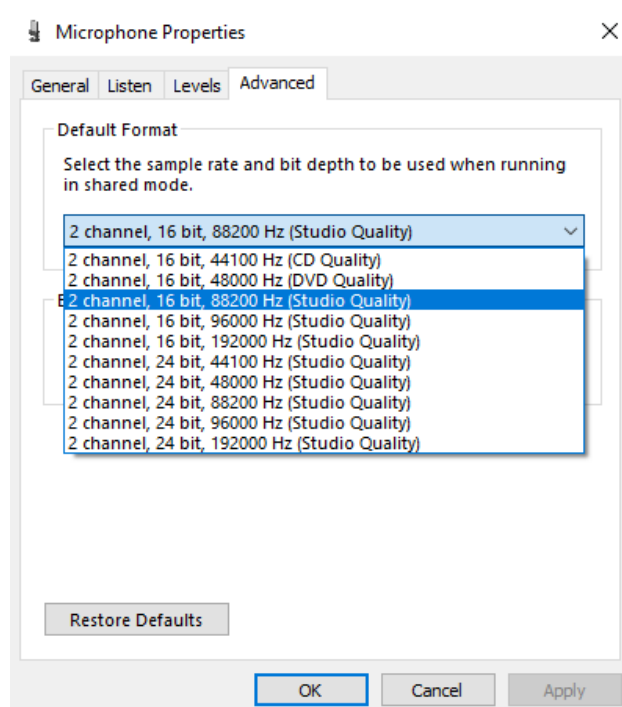 Microphone Properties
General Listen Levels Advanced
Default Format
Select the sample rate and bit depth to be used when running
in shared mode.
2 channel, 16 bit, 88200 Hz (Studio Quality)
2 channel, 16 bit, 44100 Hz (CD Quality)
2 channel, 16 bit, 48000 Hz (DVD Quality)
2 channel, 16 bit, 88200 Hz (Studio Quality)
2 channel, 16 bit, 96000 Hz (Studio Quality)
2 channel, 16 bit, 192000 Hz (Studio Quality)
2 channel, 24 bit, 44100 Hz (Studio Quality)
2 channel, 24 bit, 48000 Hz (Studio Quality)
2 channel, 24 bit, 88200 Hz (Studio Quality)
2 channel, 24 bit, 96000 Hz (Studio Quality)
2 channel, 24 bit, 192000 Hz (Studio Quality)
Restore Defaults
OK Cancel Apply